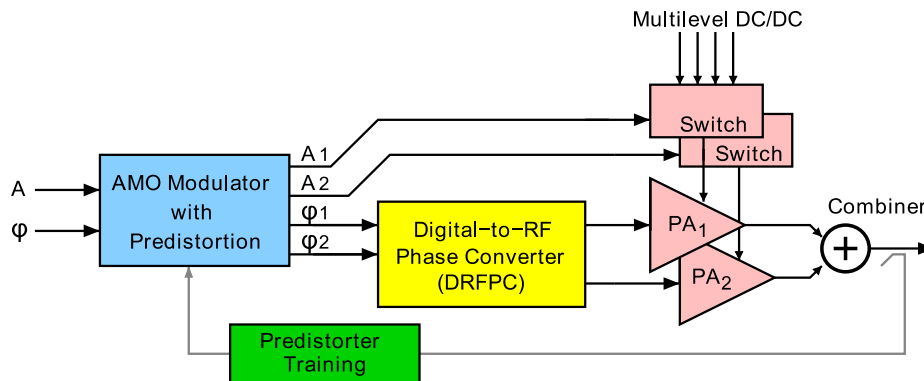 Multilevel DC/DC
Switch
Switch
A
φ
AMO Modulator
with
Predistortion
A1
A2
φ1
φ2
Digital−to−RF
Phase Converter
(DRFPC)
PA1
PA2
Combiner
+
Predistorter
Training